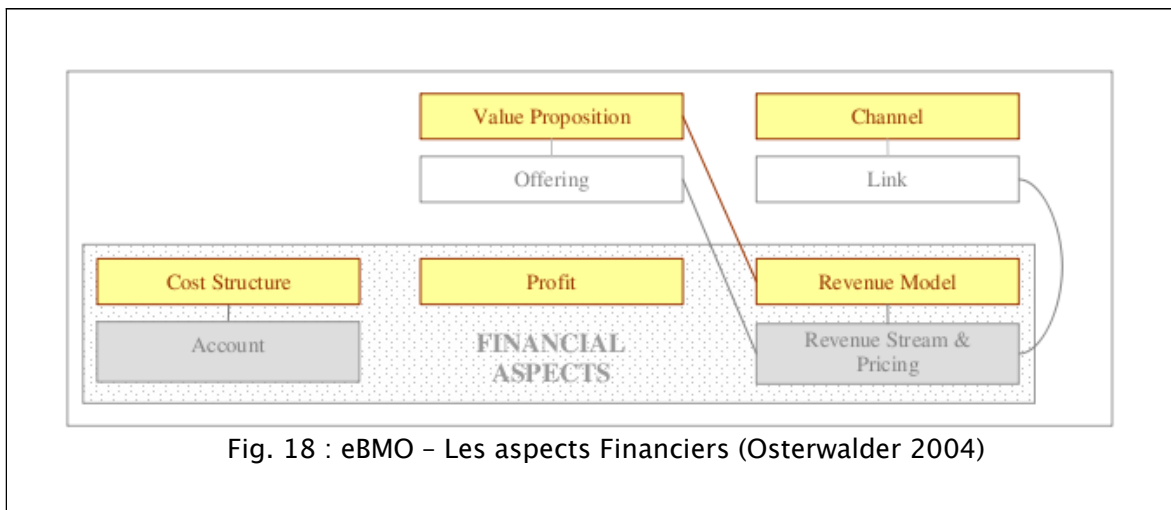 Value Proposition
Channel
Offering
Link
Cost Structure
Profit
Revenue Model
Account
FINANCIAL
ASPECTS
Revenue Stream &
Pricing
Fig. 18 : eBMO – Les aspects Financiers (Osterwalder 2004)